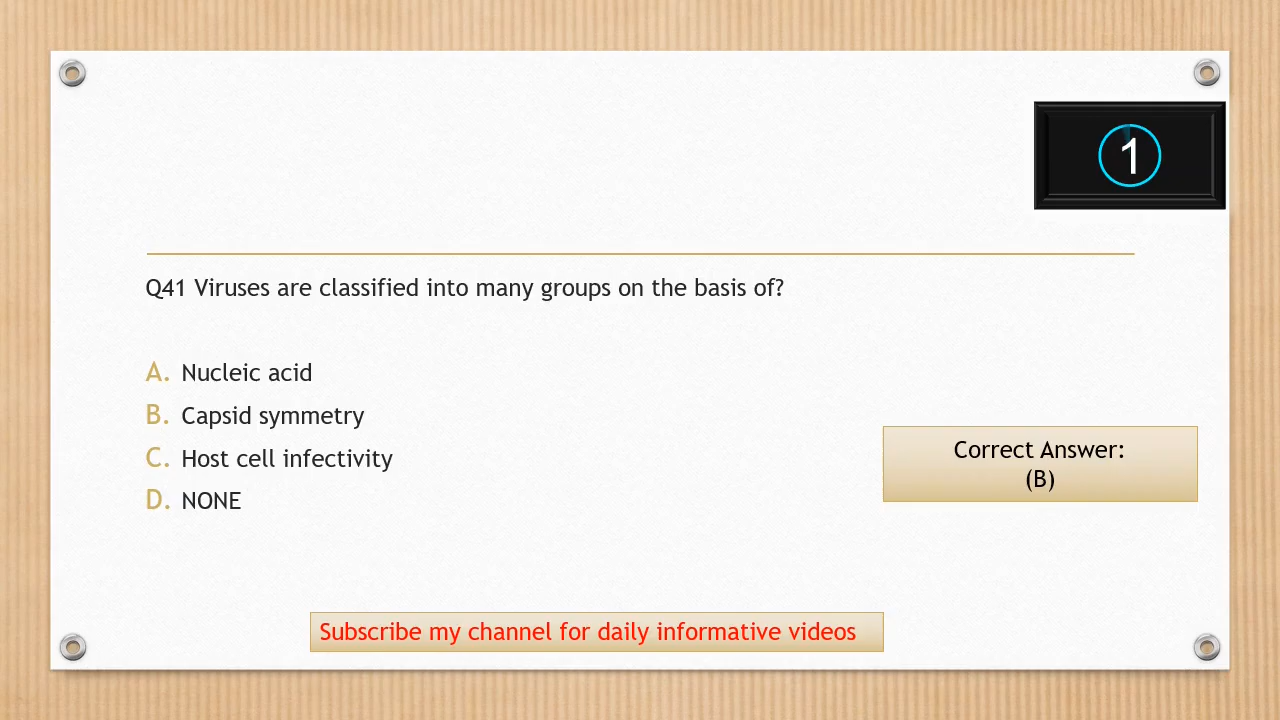 1
Q41 Viruses are classified into many groups on the basis of?
A. Nucleic acid
B. Capsid symmetry
C. Host cell infectivity
D. NONE
Correct Answer:
(B)
Subscribe my channel for daily informative videos